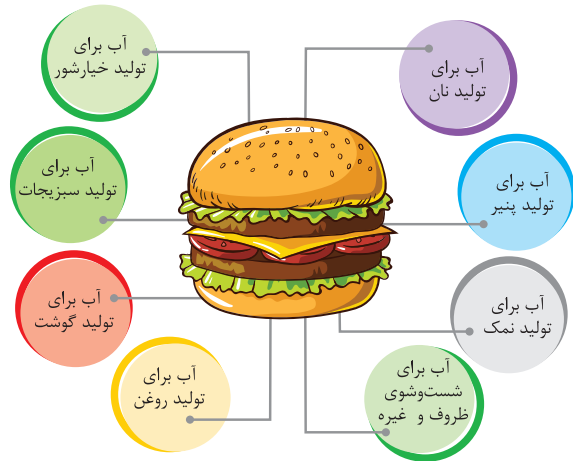 آب برای
تولید نان
آب برای
تولید پنیر
آب برای
تولید نمک
آب برای
شست‌وشوی
ظروف و غیره
آب برای
تولید خیارشور
آب برای
تولید سبزیجات
آب برای
تولید گوشت
آب برای
تولید روغن